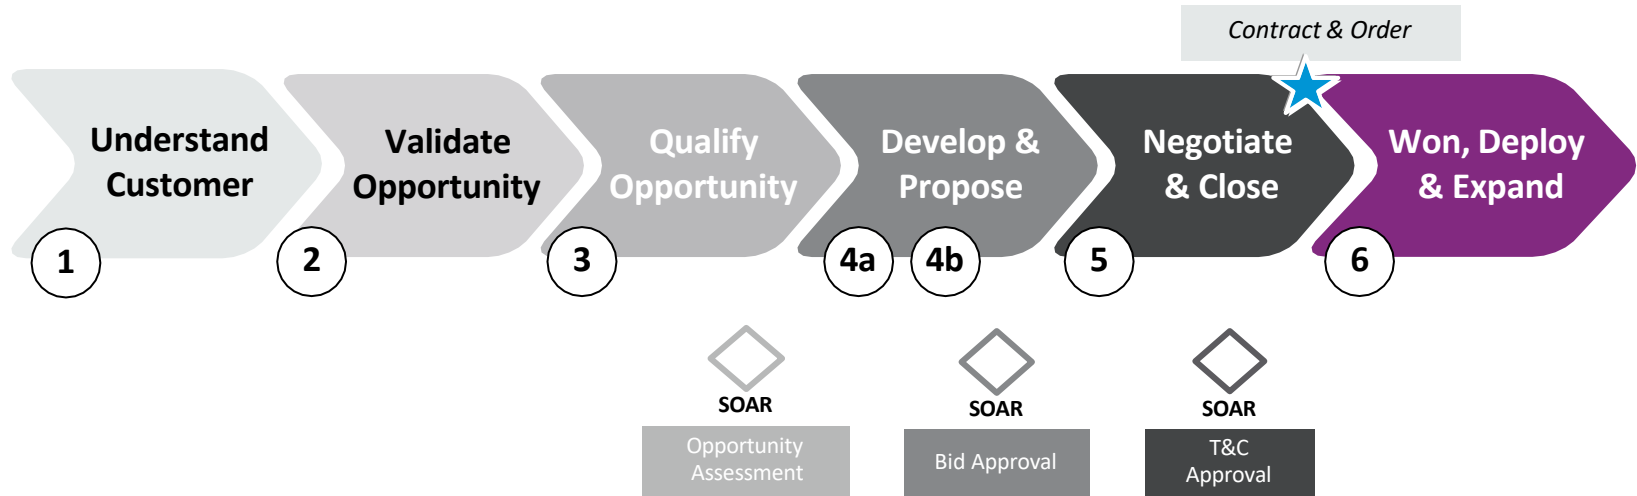 Contract & Order
Understand
Customer
Validate
Opportunity
Qualify
Opportunity
Develop &
Propose
Negotiate
& Close
Won, Deploy
& Expand
1
2
3
4a
4b
5
6
SOAR
Opportunity
Assessment
SOAR
Bid Approval
SOAR
T&C
Approval